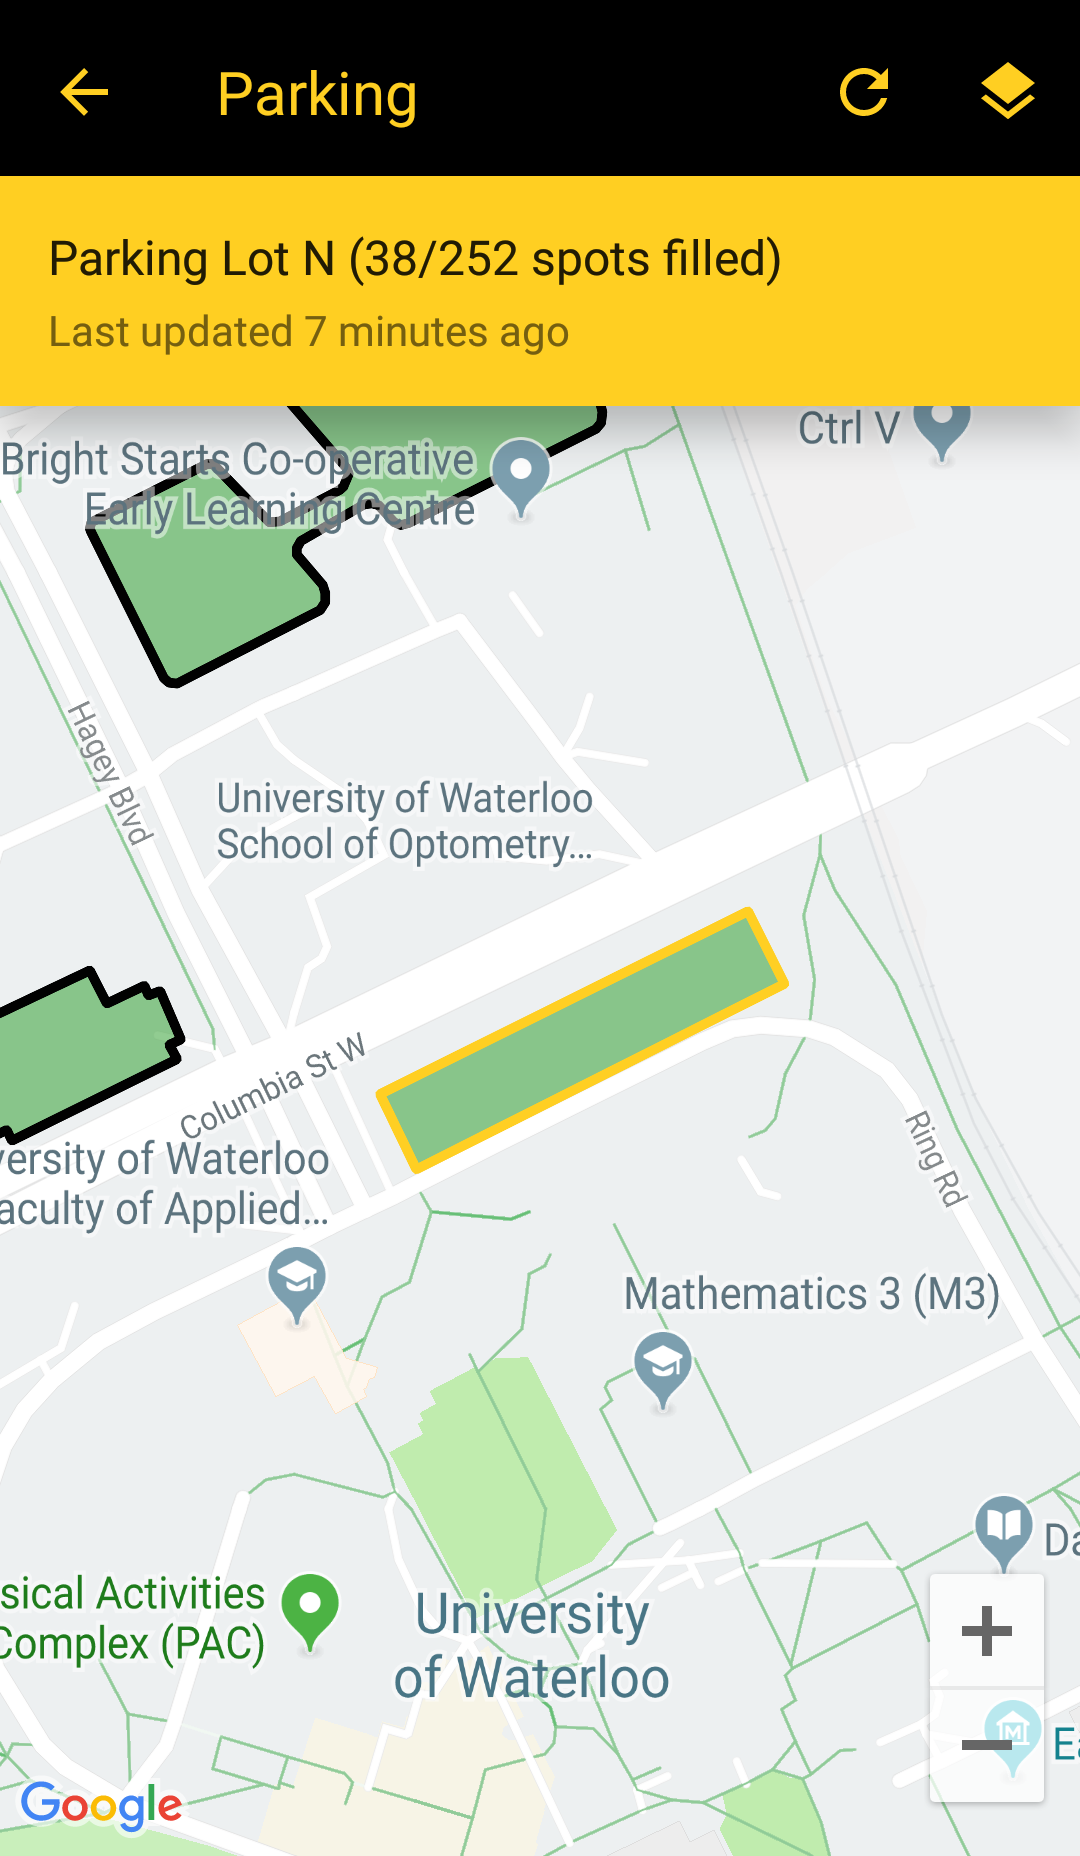 Parking
Parking Lot N (38/252 spots filled)
Last updated 7 minutes ago
Ctrl V
Bright Starts Co-operative
Early Learning Centre
Hagey Blvd
University of Waterloo
School of Optometry...
Columbia St W
versity of Waterloo
aculty of Applied...
Ring Rd
Mathematics 3 (M3)
Da
sical Activities
Complex (PAC)
University
of Waterloo
M
Ea
Google